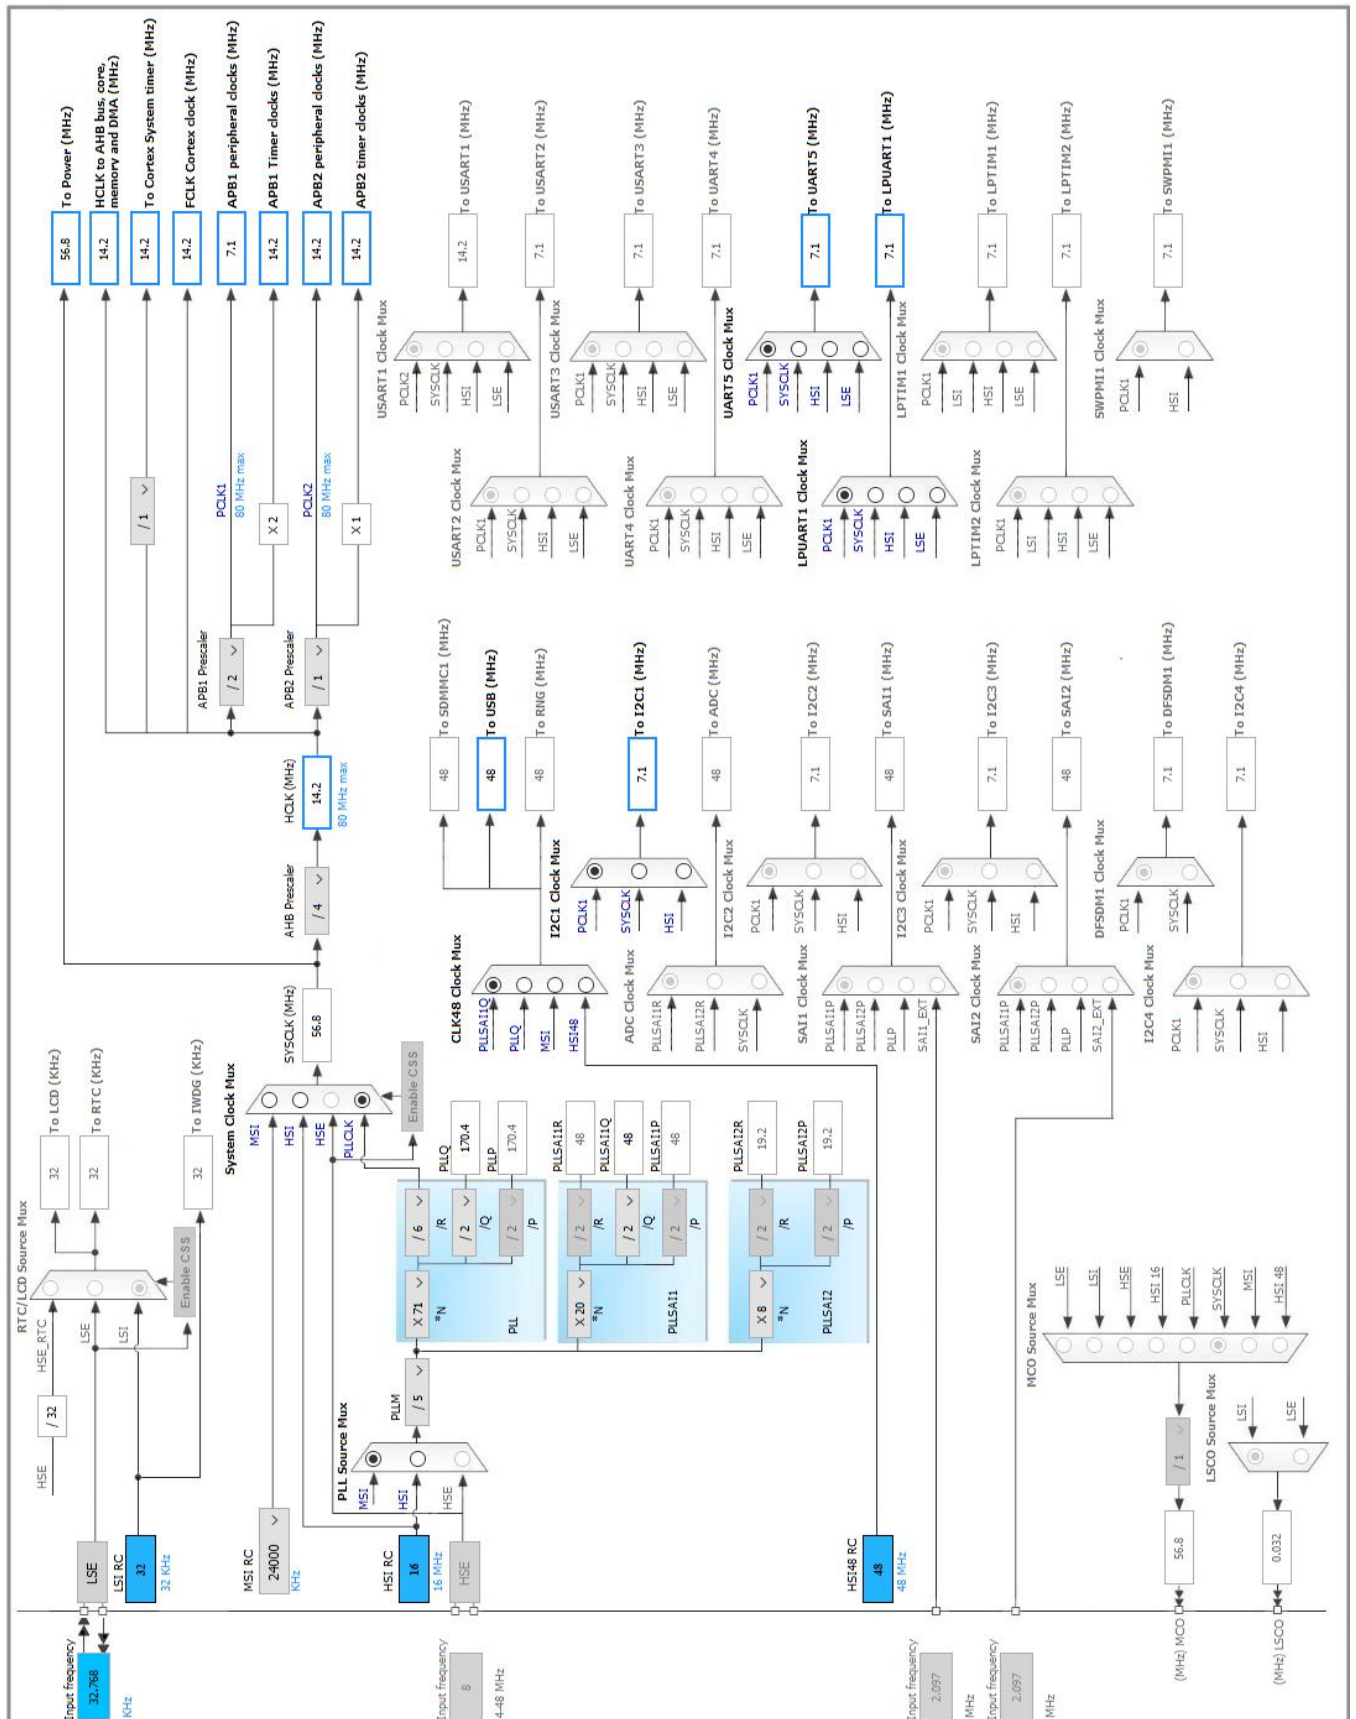 Input frequency
32.768
KHz
LSE
LSI RC
32
32 KHz
HSE
/ 32
HSE_RTC
LSE
LSI
RTC/LCD Source Mux
Enable CSS
32
To LCD (KHz)
32
To RTC (KHz)
32
To IWDG (KHz)
MSI RC
24000
KHz
HSI RC
16
16 MHz
Input frequency
8
4-48 MHz
HSE
PLL Source Mux
MSI
HSI
HSE
PLLM
/ 5
X 71
*N
PLL
/ 6
/R
/ 2
/Q
/ 2
/P
PLLQ
170.4
PLLP
170.4
X 20
*N
PLLSAI1
/ 2
/R
/ 2
/Q
/ 2
/P
PLLSAI1R
48
PLLSAI1Q
48
PLLSAI1P
48
X 8
*N
PLLSAI2
/ 2
/R
/ 2
/P
PLLSAI2R
19.2
PLLSAI2P
19.2
System Clock Mux
MSI
HSI
HSE
PLLCLK
Enable CSS
SYSCLK (MHz)
56.8
AHB Prescaler
/ 4
HCLK (MHz)
14.2
80 MHz max
APB1 Prescaler
/ 2
APB2 Prescaler
/ 1
/ 1
PCLK1
80 MHz max
X 2
PCLK2
80 MHz max
X 1
56.8
To Power (MHz)
14.2
HCLK to AHB bus, core,
memory and DMA (MHz)
14.2
To Cortex System timer (MHz)
14.2
FCLK Cortex clock (MHz)
7.1
APB1 peripheral clocks (MHz)
14.2
APB1 Timer clocks (MHz)
14.2
APB2 peripheral clocks (MHz)
14.2
APB2 timer clocks (MHz)
HSI48 RC
48
48 MHz
CLK48 Clock Mux
PLLSAI1Q
PLLQ
MSI
HSI48
48
To SDMMC1 (MHz)
48
To USB (MHz)
48
To RNG (MHz)
I2C1 Clock Mux
PCLK1
SYSCLK
HSI
7.1
To I2C1 (MHz)
ADC Clock Mux
PLLSAI1R
PLLSAI2R
SYSCLK
48
To ADC (MHz)
I2C2 Clock Mux
PCLK1
SYSCLK
HSI
7.1
To I2C2 (MHz)
SAI1 Clock Mux
PLLSAI1P
PLLSAI2P
PLLP
SAI1_EXT
48
To SAI1 (MHz)
I2C3 Clock Mux
PCLK1
SYSCLK
HSI
7.1
To I2C3 (MHz)
SAI2 Clock Mux
PLLSAI1P
PLLSAI2P
PLLP
SAI2_EXT
48
To SAI2 (MHz)
DFSDM1 Clock Mux
PCLK1
SYSCLK
7.1
To DFSDM1 (MHz)
I2C4 Clock Mux
PCLK1
SYSCLK
HSI
7.1
To I2C4 (MHz)
USART1 Clock Mux
PCLK2
SYSCLK
HSI
LSE
14.2
To USART1 (MHz)
USART2 Clock Mux
PCLK1
SYSCLK
HSI
LSE
7.1
To USART2 (MHz)
USART3 Clock Mux
PCLK1
SYSCLK
HSI
LSE
7.1
To USART3 (MHz)
UART4 Clock Mux
PCLK1
SYSCLK
HSI
LSE
7.1
To UART4 (MHz)
UART5 Clock Mux
PCLK1
SYSCLK
HSI
LSE
7.1
To UART5 (MHz)
LPUART1 Clock Mux
PCLK1
SYSCLK
HSI
LSE
7.1
To LPUART1 (MHz)
LPTIM1 Clock Mux
PCLK1
LSI
HSI
LSE
7.1
To LPTIM1 (MHz)
LPTIM2 Clock Mux
PCLK1
LSI
HSI
LSE
7.1
To LPTIM2 (MHz)
SWPMI1 Clock Mux
PCLK1
HSI
7.1
To SWPMI1 (MHz)
Input frequency
2.097
MHz
Input frequency
2.097
MHz
MCO Source Mux
LSE
LSI
HSE
HSI 16
PLLCLK
SYSCLK
MSI
HSI 48
/ 1
56.8
(MHz) MCO
LSCO Source Mux
LSI
LSE
0.032
(MHz) LSCO